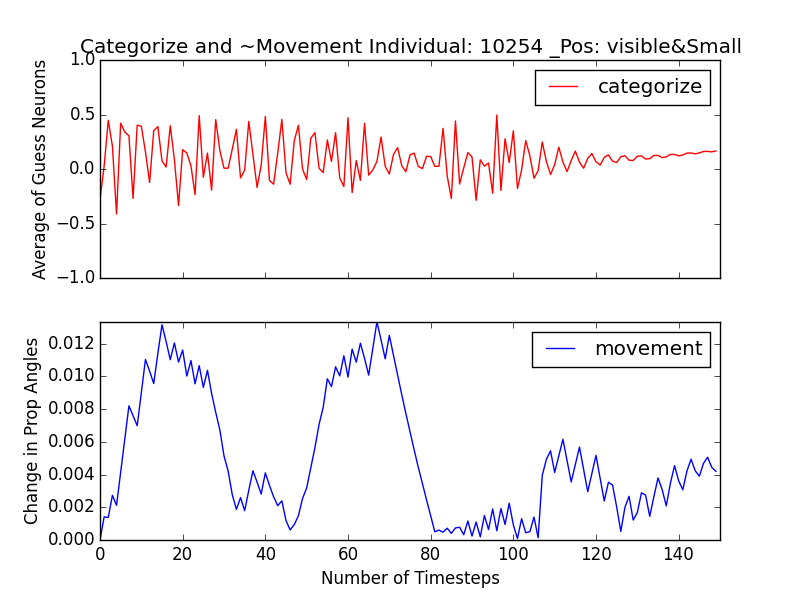 Categorize and ~Movement Individual: 10254 _Pos: visible&Small
1.0
0.5
0.0
−0.5
−1.0
Average of Guess Neurons
categorize
0.012
0.010
0.008
0.006
0.004
0.002
0.000
Change in Prop Angles
movement
0 20 40 60 80 100 120 140
Number of Timesteps